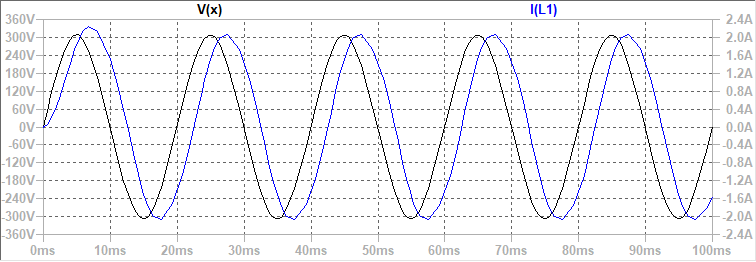 V(x) I(L1)
360V 2.4A
300V 2.0A
240V 1.6A
180V 1.2A
120V 0.8A
60V 0.4A
0V 0.0A
-60V -0.4A
-120V -0.8A
-180V -1.2A
-240V -1.6A
-300V -2.0A
-360V -2.4A
0ms 10ms 20ms 30ms 40ms 50ms 60ms 70ms 80ms 90ms 100ms